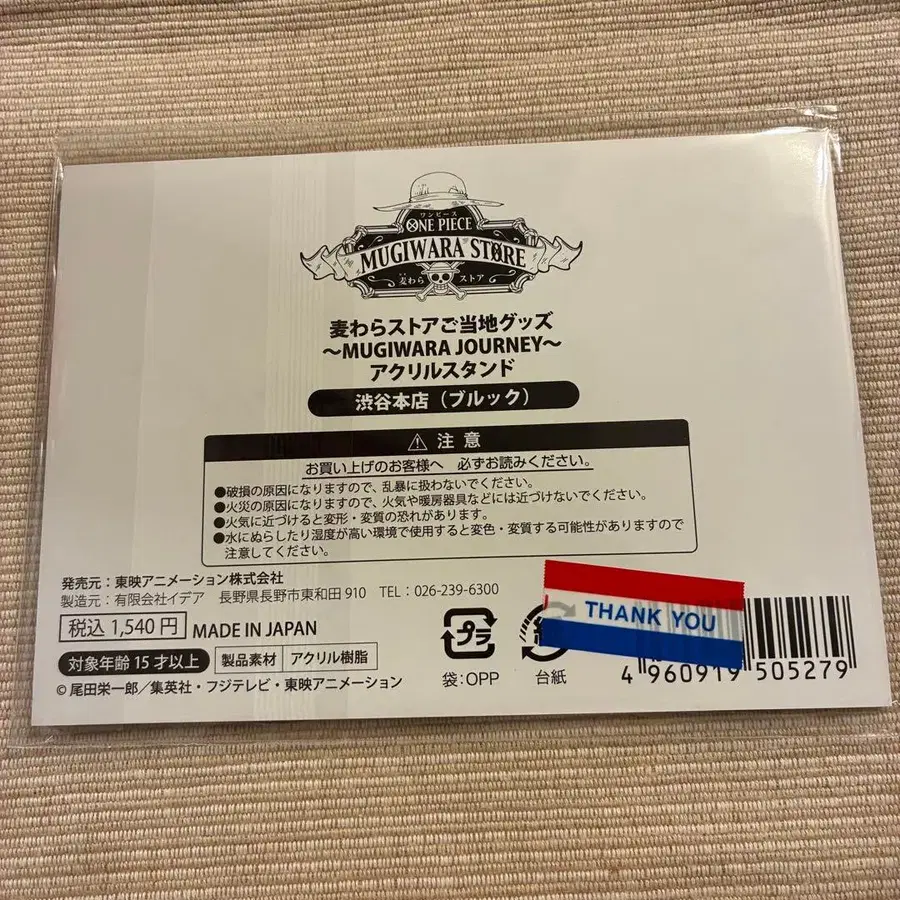 ワンピース
ONE PIECE
MUGIWARA STORE
麦わら ストア
麦わらストアご当地グッズ
～MUGIWARA JOURNEY～
アクリルスタンド
渋谷本店（ブルック）
注意
お買い上げのお客様へ 必ずお読みください。
●破損の原因になりますので、乱暴に扱わないでください。
●火災の原因になりますので、火気や暖房器具などには近づけないでください。
●火気に近づけると変形・変質の恐れがあります。
●水にぬらしたり湿度が高い環境で使用すると変色・変質する可能性がありますので
注意してください。
発売元：東映アニメーション株式会社
製造元：有限会社イデア 長野県長野市東和田 910 TEL：026-239-6300
税込 1,540 円 MADE IN JAPAN
対象年齢 15 才以上 製品素材 アクリル樹脂
© 尾田栄一郎／集英社・フジテレビ・東映アニメーション
プラ
袋：OPP
台紙
THANK YOU
4 960919 505279